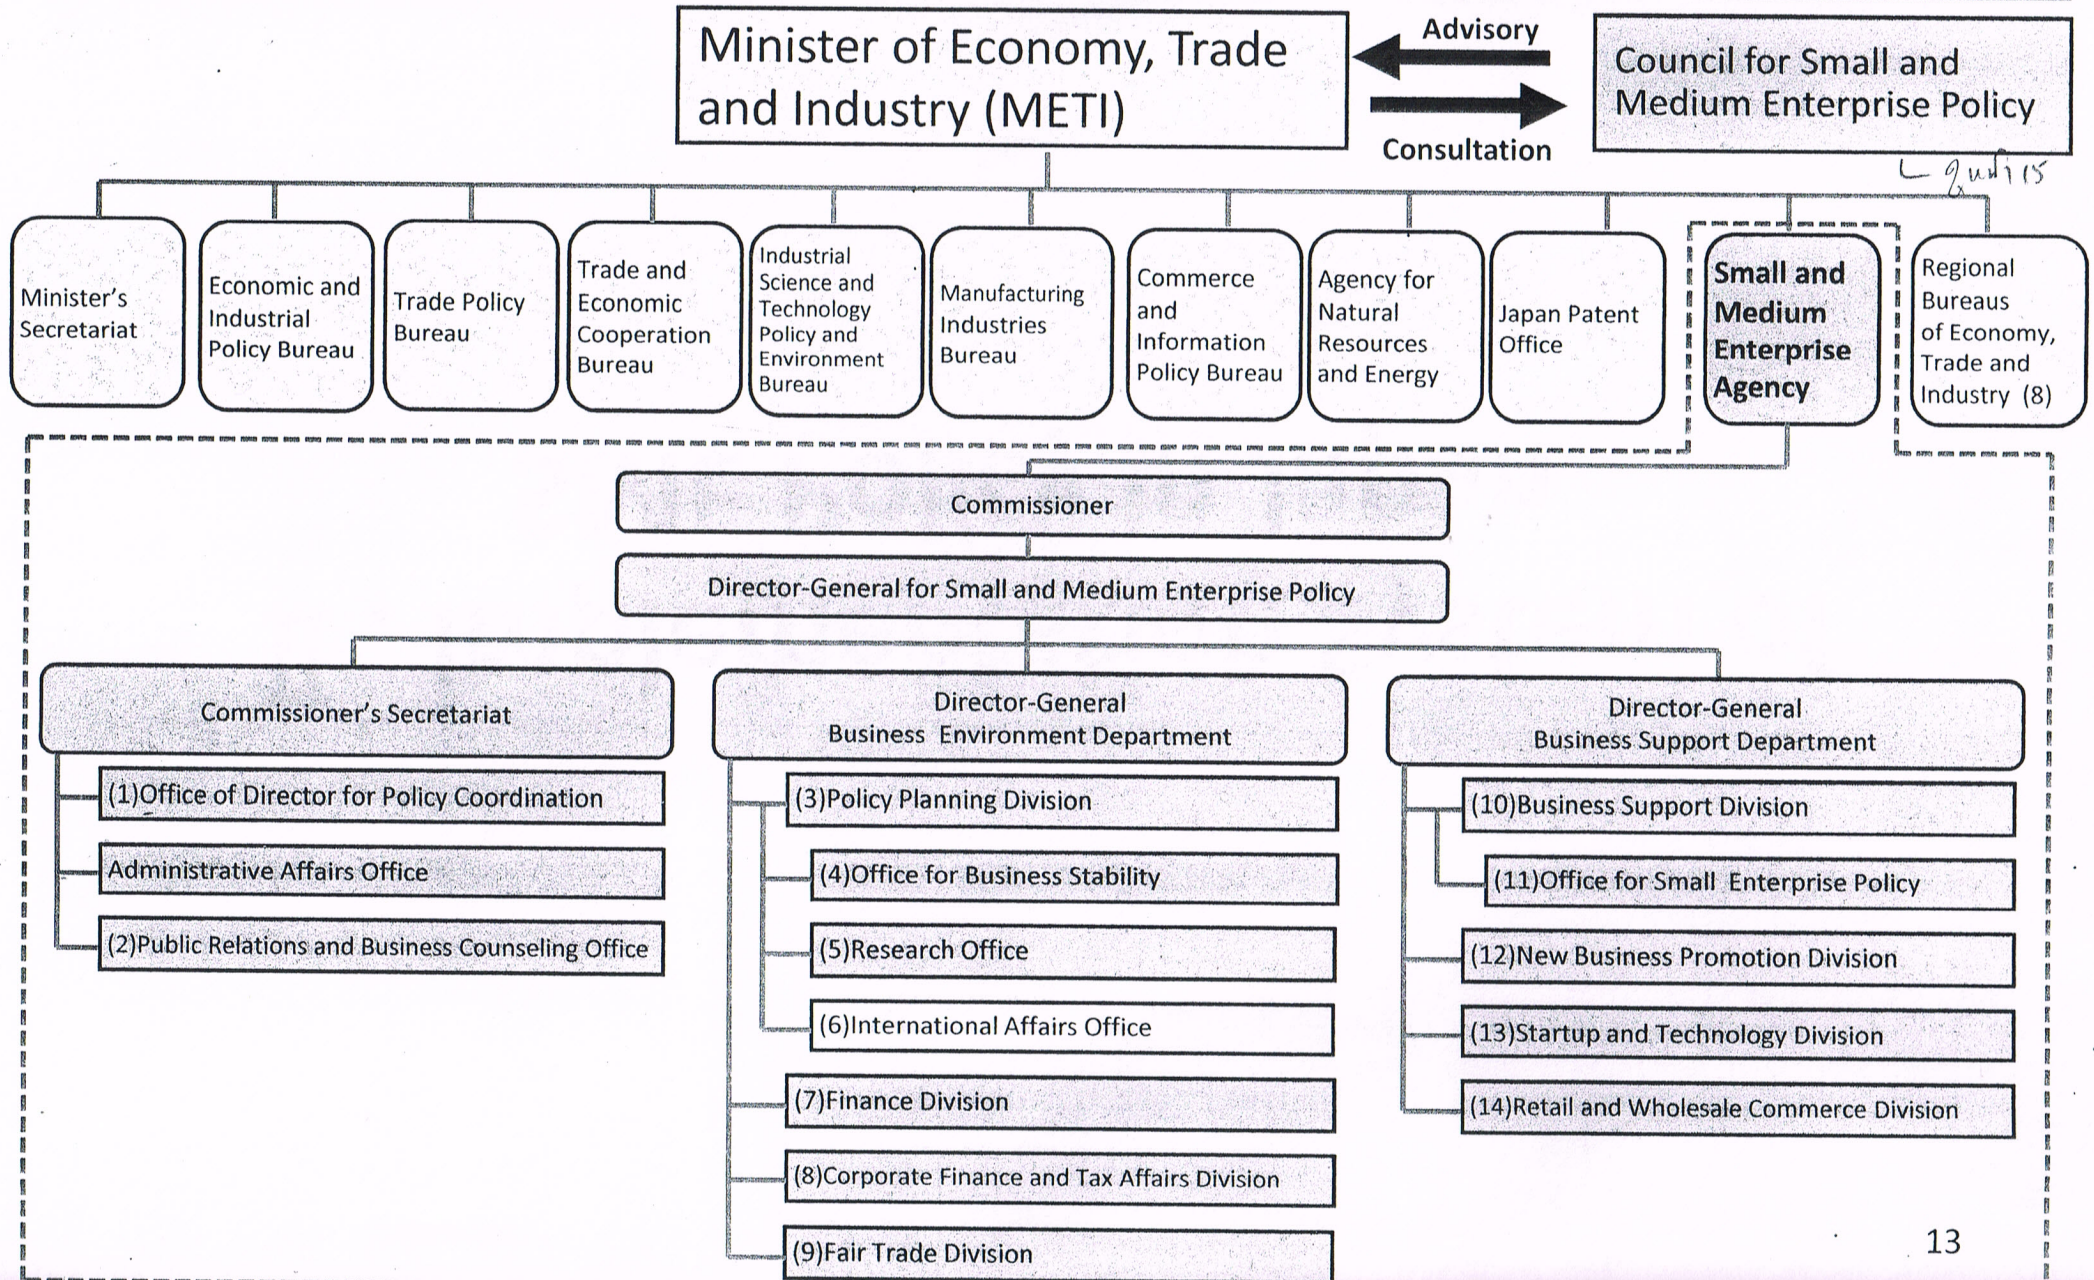 Minister of Economy, Trade
and Industry (METI)
Advisory
Consultation
Council for Small and
Medium Enterprise Policy
Minister's
Secretariat
Economic and
Industrial
Policy Bureau
Trade Policy
Bureau
Trade and
Economic
Cooperation
Bureau
Industrial
Science and
Technology
Policy and
Environment
Bureau
Manufacturing
Industries
Bureau
Commerce
and
Information
Policy Bureau
Agency for
Natural
Resources
and Energy
Japan Patent
Office
Small and
Medium
Enterprise
Agency
Regional
Bureaus
of Economy,
Trade and
Industry (8)
Commissioner
Director-General for Small and Medium Enterprise Policy
Commissioner's Secretariat
(1)Office of Director for Policy Coordination
Administrative Affairs Office
(2)Public Relations and Business Counseling Office
Director-General
Business Environment Department
(3)Policy Planning Division
(4)Office for Business Stability
(5)Research Office
(6)International Affairs Office
(7)Finance Division
(8)Corporate Finance and Tax Affairs Division
(9)Fair Trade Division
Director-General
Business Support Department
(10)Business Support Division
(11)Office for Small Enterprise Policy
(12)New Business Promotion Division
(13)Startup and Technology Division
(14)Retail and Wholesale Commerce Division
13